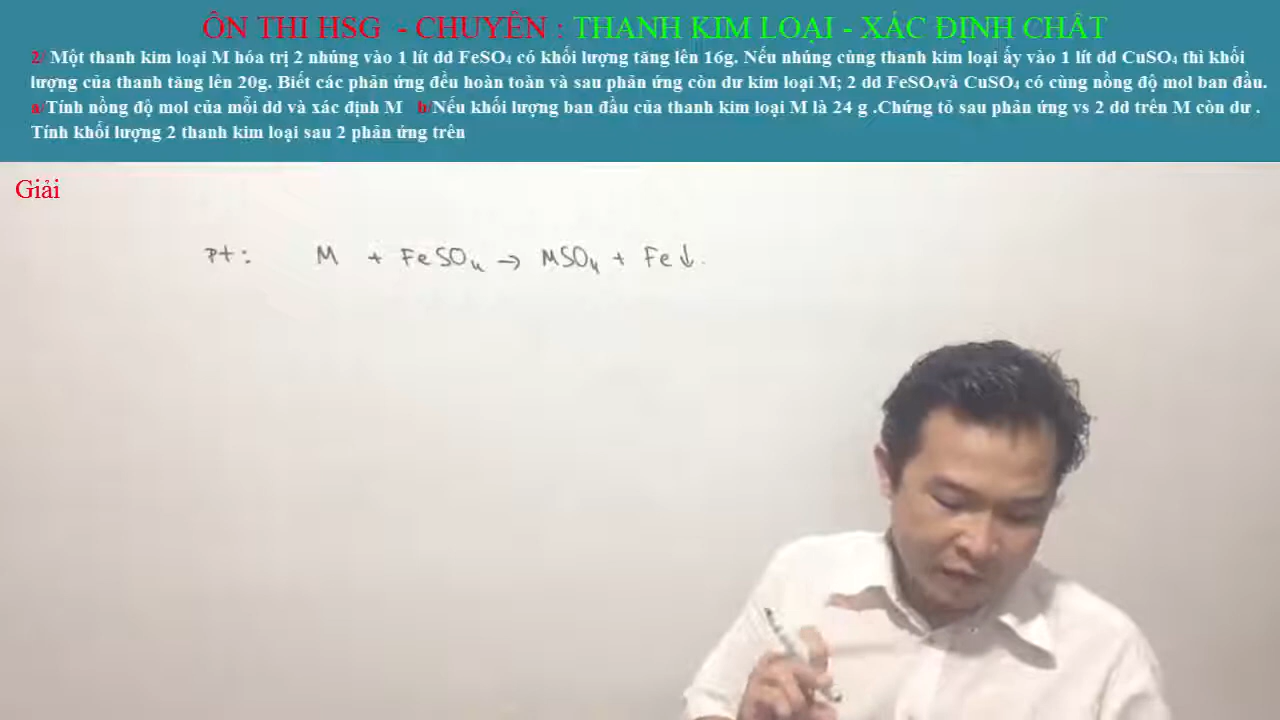 ÔN THI HSG - CHUYÊN : THANH KIM LOẠI - XÁC ĐỊNH CHẤT
2/ Một thanh kim loại M hóa trị 2 nhúng vào 1 lít dd FeSO₄ có khối lượng tăng lên 16g. Nếu nhúng cùng thanh kim loại ấy vào 1 lít dd CuSO₄ thì khối
lượng của thanh tăng lên 20g. Biết các phản ứng đều hoàn toàn và sau phản ứng còn dư kim loại M; 2 dd FeSO₄và CuSO₄ có cùng nồng độ mol ban đầu.
a/ Tính nồng độ mol của mỗi dd và xác định M b/ Nếu khối lượng ban đầu của thanh kim loại M là 24 g .Chứng tỏ sau phản ứng vs 2 dd trên M còn dư .
Tính khối lượng 2 thanh kim loại sau 2 phản ứng trên
Giải
pt: M + FeSO₄ → MSO₄ + Fe↓.